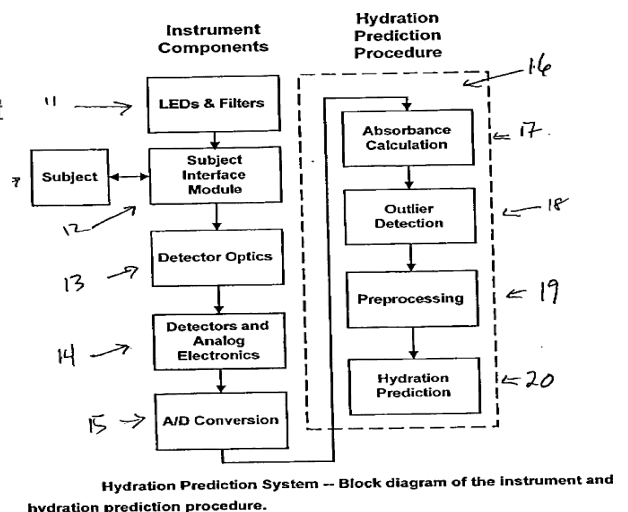 Instrument
Components
Hydration
Prediction
Procedure
16
11
LEDs & Filters
Absorbance
Calculation
17.
Subject
Subject
Interface
Module
12
Outlier
Detection
18
13
Detector Optics
Preprocessing
19
14
Detectors and
Analog
Electronics
Hydration
Prediction
20
15
A/D Conversion
Hydration Prediction System -- Block diagram of the instrument and
hydration prediction procedure.